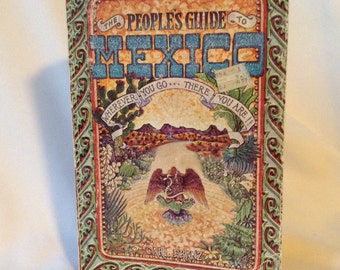 THE PEOPLE'S GUIDE TO
MEXICO
WHEREVER YOU GO... THERE YOU ARE!